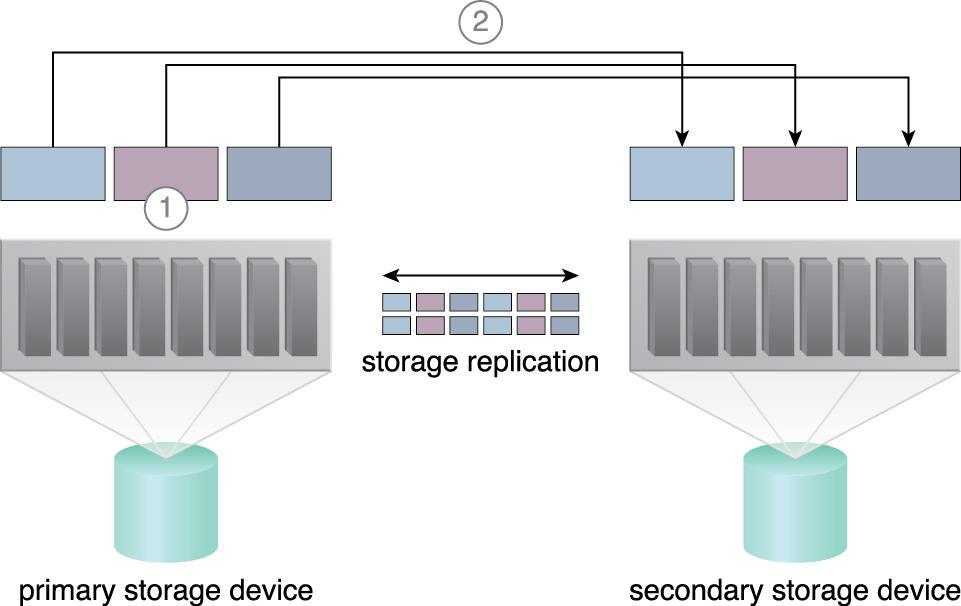 2
1
storage replication
primary storage device
secondary storage device